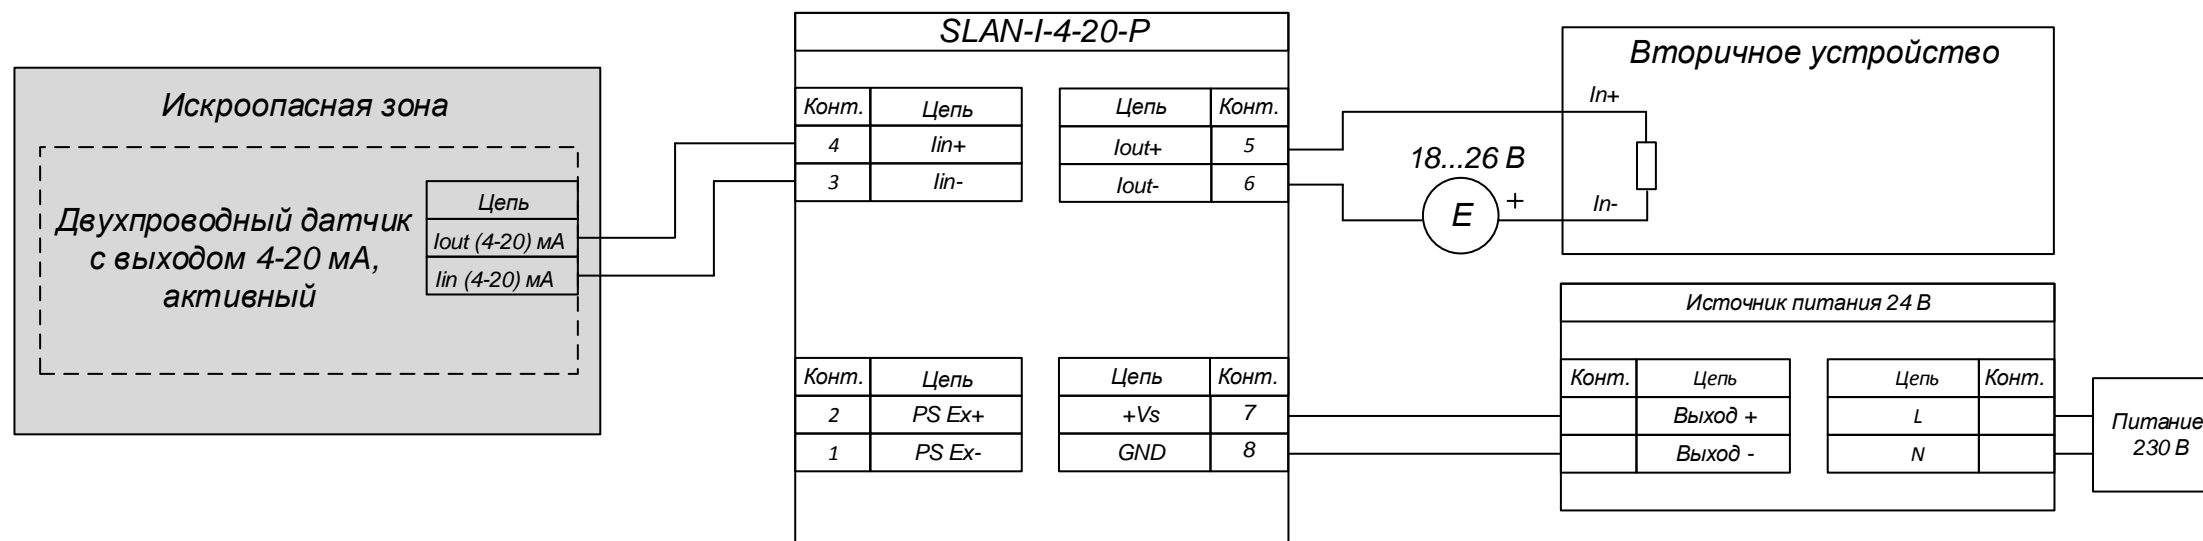 SLAN-I-4-20-P
Искроопасная зона
Двухпроводный датчик
с выходом 4-20 мА,
активный
Цепь
Iout (4-20) мА
Iin (4-20) мА
Конт. Цепь
4 Iin+
3 Iin-
Цепь Конт.
Iout+ 5
Iout- 6
Конт. Цепь
2 PS Ex+
1 PS Ex-
Цепь Конт.
+Vs 7
GND 8
Вторичное устройство
In+
In-
18...26 В
E +
Источник питания 24 В
Конт. Цепь
Выход +
Выход -
Цепь Конт.
L
N
Питание
230 В